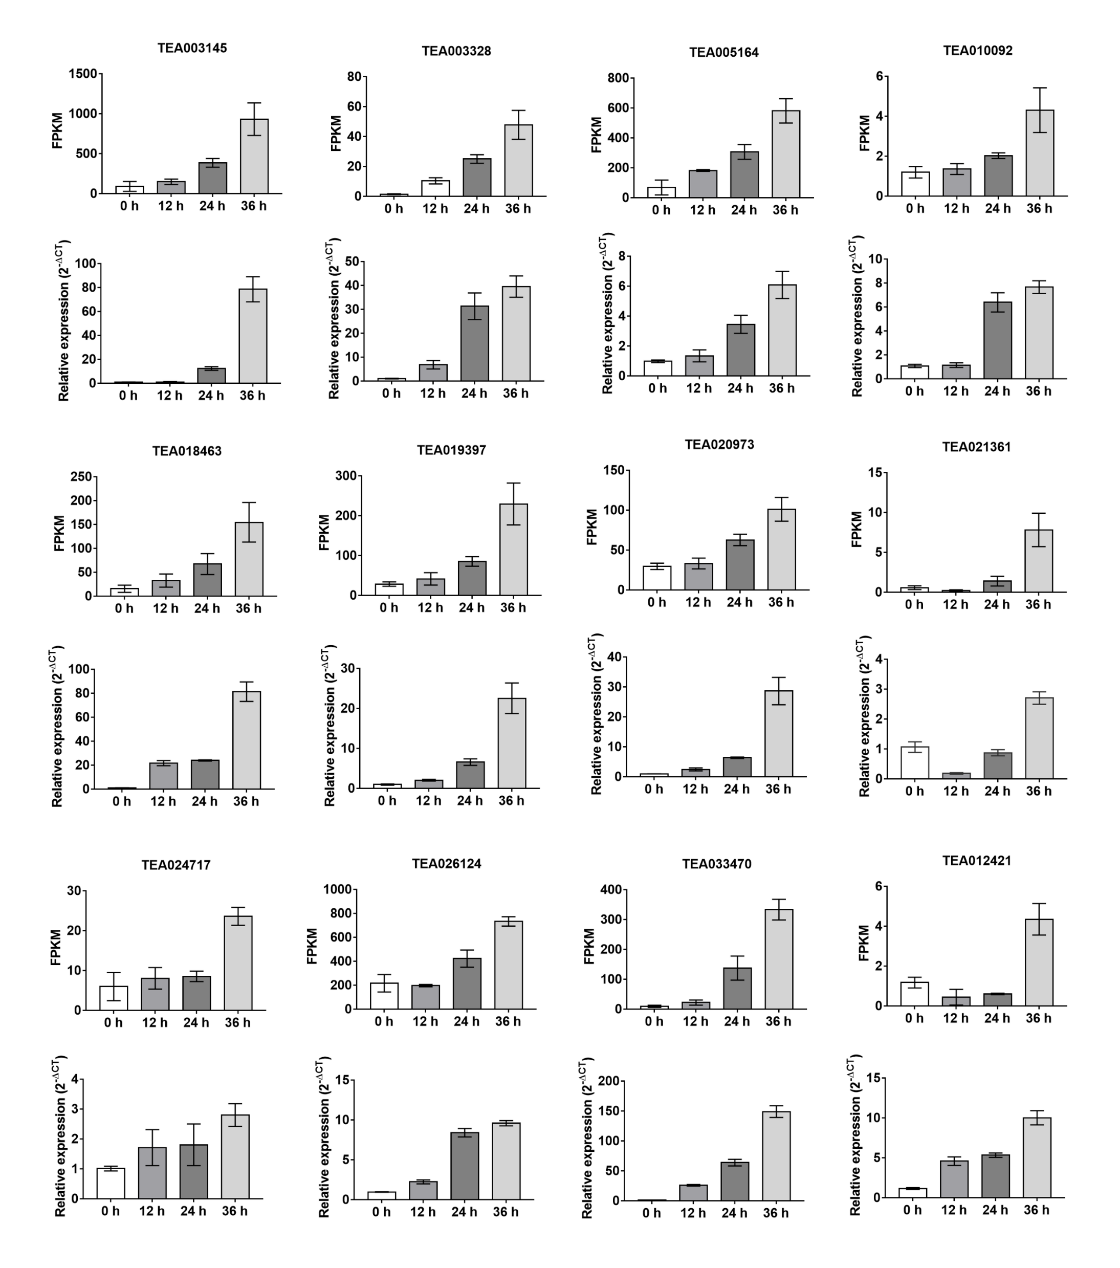 TEA003145 TEA003328 TEA005164 TEA010092
FPKM
1500
1000
500
0
0 h 12 h 24 h 36 h
FPKM
80
60
40
20
0
0 h 12 h 24 h 36 h
FPKM
800
600
400
200
0
0 h 12 h 24 h 36 h
FPKM
6
4
2
0
0 h 12 h 24 h 36 h
Relative expression (2-ΔCT)
100
80
60
40
20
0
0 h 12 h 24 h 36 h
Relative expression (2-ΔCT)
50
40
30
20
10
0
0 h 12 h 24 h 36 h
Relative expression (2-ΔCT)
8
6
4
2
0
0 h 12 h 24 h 36 h
Relative expression (2-ΔCT)
10
8
6
4
2
0
0 h 12 h 24 h 36 h
TEA018463 TEA019397 TEA020973 TEA021361
FPKM
250
200
150
100
50
0
0 h 12 h 24 h 36 h
FPKM
300
200
100
0
0 h 12 h 24 h 36 h
FPKM
150
100
50
0
0 h 12 h 24 h 36 h
FPKM
15
10
5
0
0 h 12 h 24 h 36 h
Relative expression (2-ΔCT)
100
80
60
40
20
0
0 h 12 h 24 h 36 h
Relative expression (2-ΔCT)
30
20
10
0
0 h 12 h 24 h 36 h
Relative expression (2-ΔCT)
40
30
20
10
0
0 h 12 h 24 h 36 h
Relative expression (2-ΔCT)
4
3
2
1
0
0 h 12 h 24 h 36 h
TEA024717 TEA026124 TEA033470 TEA012421
FPKM
30
20
10
0
0 h 12 h 24 h 36 h
FPKM
1000
800
600
400
200
0
0 h 12 h 24 h 36 h
FPKM
400
300
200
100
0
0 h 12 h 24 h 36 h
FPKM
6
4
2
0
0 h 12 h 24 h 36 h
Relative expression (2-ΔCT)
4
3
2
1
0
0 h 12 h 24 h 36 h
Relative expression (2-ΔCT)
15
10
5
0
0 h 12 h 24 h 36 h
Relative expression (2-ΔCT)
200
150
100
50
0
0 h 12 h 24 h 36 h
Relative expression (2-ΔCT)
15
10
5
0
0 h 12 h 24 h 36 h